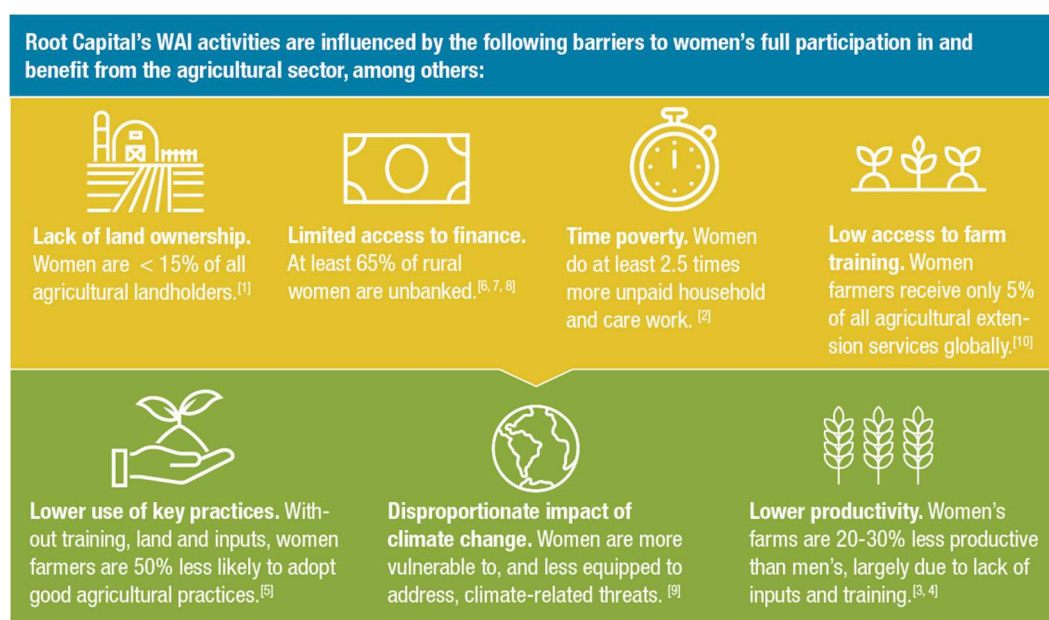 Root Capital's WAI activities are influenced by the following barriers to women's full participation in and
benefit from the agricultural sector, among others:
Lack of land ownership.
Women are < 15% of all
agricultural landholders.[1]
Limited access to finance.
At least 65% of rural
women are unbanked.[6, 7, 8]
Time poverty. Women
do at least 2.5 times
more unpaid household
and care work. [2]
Low access to farm
training. Women
farmers receive only 5%
of all agricultural exten-
sion services globally.[10]
Lower use of key practices. With-
out training, land and inputs, women
farmers are 50% less likely to adopt
good agricultural practices.[5]
Disproportionate impact of
climate change. Women are more
vulnerable to, and less equipped to
address, climate-related threats. [9]
Lower productivity. Women's
farms are 20-30% less productive
than men's, largely due to lack of
inputs and training.[3, 4]